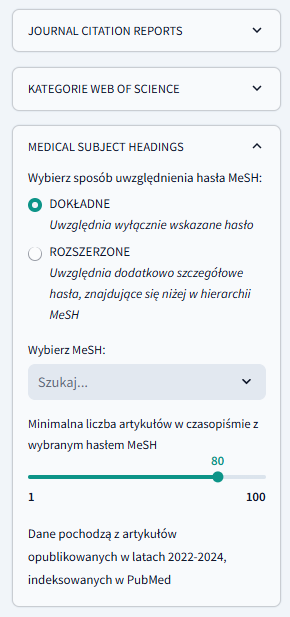 JOURNAL CITATION REPORTS
KATEGORIE WEB OF SCIENCE
MEDICAL SUBJECT HEADINGS
Wybierz sposób uwzględnienia hasła MeSH:
DOKŁADNE
Uwzględnia wyłącznie wskazane hasło
ROZSZERZONE
Uwzględnia dodatkowo szczegółowe
hasła, znajdujące się niżej w hierarchii
MeSH
Wybierz MeSH:
Szukaj...
Minimalna liczba artykułów w czasopiśmie z
wybranym hasłem MeSH
80
1 100
Dane pochodzą z artykułów
opublikowanych w latach 2022-2024,
indeksowanych w PubMed